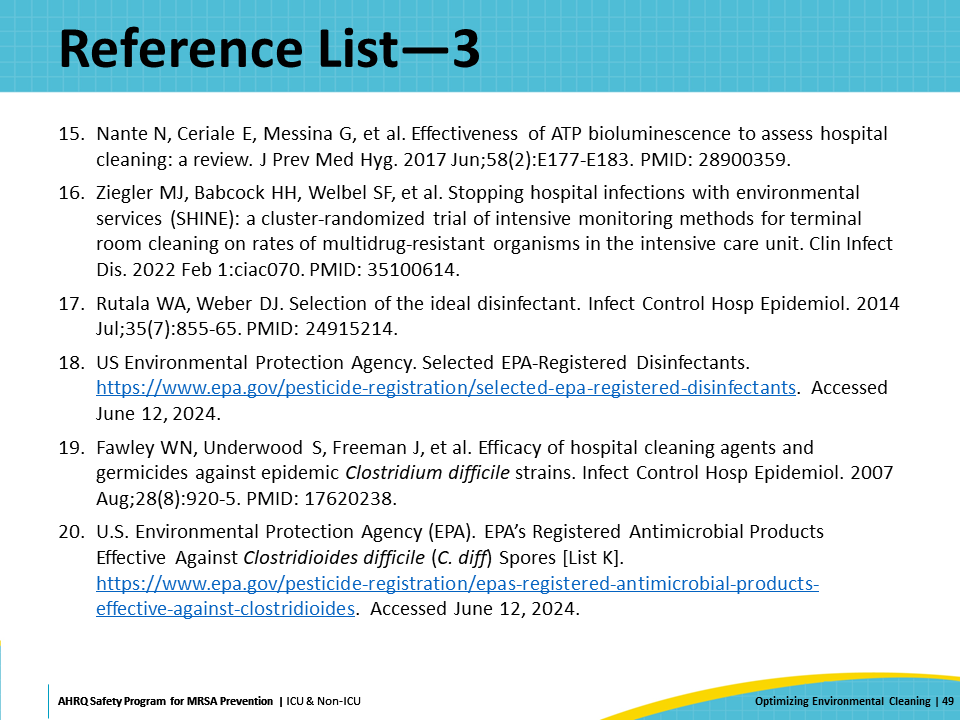 Reference List—3
15. Nante N, Ceriale E, Messina G, et al. Effectiveness of ATP bioluminescence to assess hospital
cleaning: a review. J Prev Med Hyg. 2017 Jun;58(2):E177-E183. PMID: 28900359.
16. Ziegler MJ, Babcock HH, Welbel SF, et al. Stopping hospital infections with environmental
services (SHINE): a cluster-randomized trial of intensive monitoring methods for terminal
room cleaning on rates of multidrug-resistant organisms in the intensive care unit. Clin Infect
Dis. 2022 Feb 1:ciac070. PMID: 35100614.
17. Rutala WA, Weber DJ. Selection of the ideal disinfectant. Infect Control Hosp Epidemiol. 2014
Jul;35(7):855-65. PMID: 24915214.
18. US Environmental Protection Agency. Selected EPA-Registered Disinfectants.
https://www.epa.gov/pesticide-registration/selected-epa-registered-disinfectants. Accessed
June 12, 2024.
19. Fawley WN, Underwood S, Freeman J, et al. Efficacy of hospital cleaning agents and
germicides against epidemic Clostridium difficile strains. Infect Control Hosp Epidemiol. 2007
Aug;28(8):920-5. PMID: 17620238.
20. U.S. Environmental Protection Agency (EPA). EPA’s Registered Antimicrobial Products
Effective Against Clostridioides difficile (C. diff) Spores [List K].
https://www.epa.gov/pesticide-registration/epas-registered-antimicrobial-products-
effective-against-clostridioides. Accessed June 12, 2024.
AHRQ Safety Program for MRSA Prevention | ICU & Non-ICU
Optimizing Environmental Cleaning | 49